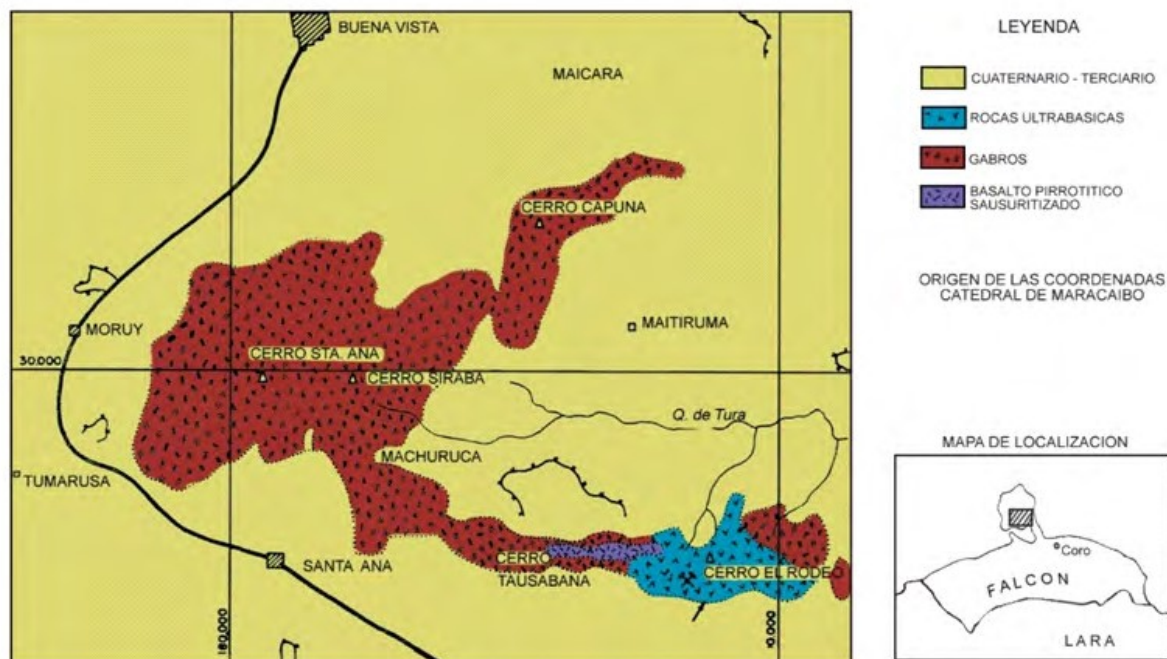 BUENA VISTA
MAICARA
CERRO CAPUNA
MORUY
MAITIRUMA
30.000
CERRO STA. ANA
CERRO SIRABA
Q. de Tura
MACHURUCA
TUMARUSA
SANTA ANA
CERRO
TAUSABANA
CERRO EL RODEO
180.000
LEYENDA
CUATERNARIO - TERCIARIO
ROCAS ULTRABASICAS
GABROS
BASALTO PIRROTITICO
SAUSURITIZADO
ORIGEN DE LAS COORDENADAS
CATEDRAL DE MARACAIBO
MAPA DE LOCALIZACION
Coro
FALCON
LARA